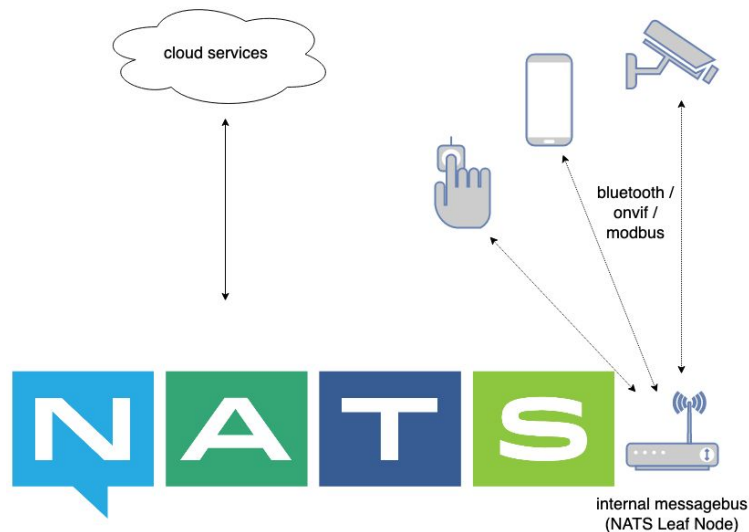 cloud services
bluetooth /
onvif /
modbus
NATS
internal messagebus
(NATS Leaf Node)